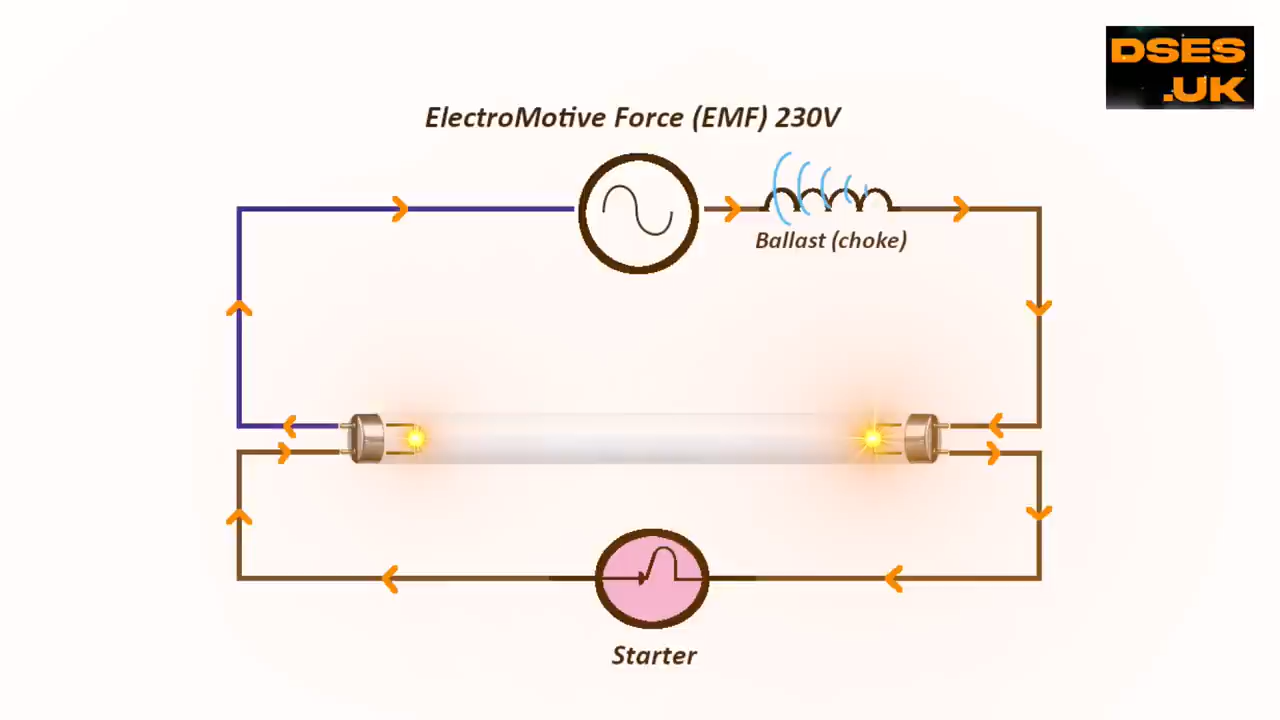 DSES
.UK
ElectroMotive Force (EMF) 230V
Ballast (choke)
Starter